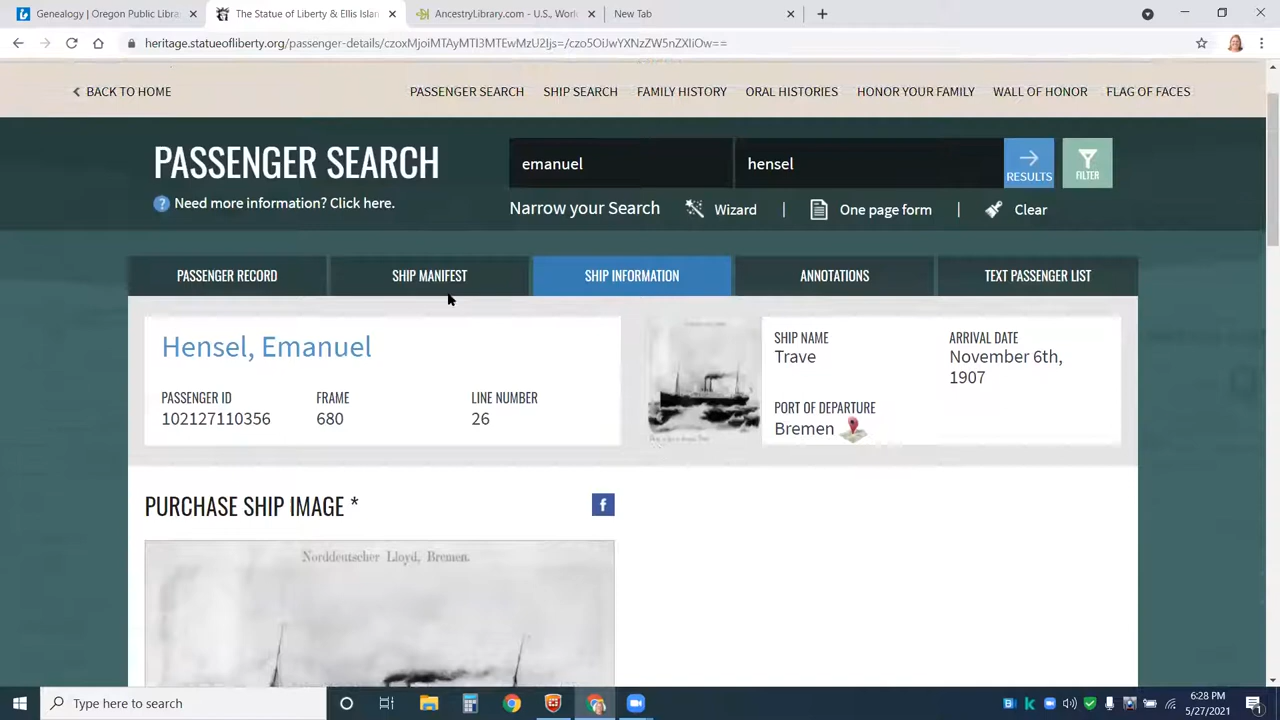 Genealogy | Oregon Public Libra
The Statue of Liberty & Ellis Islan
AncestryLibrary.com - U.S., Worl
New Tab
heritage.statueofliberty.org/passenger-details/czoxMjoiMTAyMTI3MTEwMzU2Ijs=/czo5OiJwYXNzZW5nZXIiOw==
BACK TO HOME
PASSENGER SEARCH
SHIP SEARCH
FAMILY HISTORY
ORAL HISTORIES
HONOR YOUR FAMILY
WALL OF HONOR
FLAG OF FACES
PASSENGER SEARCH
emanuel
hensel
RESULTS
FILTER
? Need more information? Click here.
Narrow your Search
Wizard
|
One page form
|
Clear
PASSENGER RECORD
SHIP MANIFEST
SHIP INFORMATION
ANNOTATIONS
TEXT PASSENGER LIST
Hensel, Emanuel
PASSENGER ID
FRAME
LINE NUMBER
102127110356
680
26
SHIP NAME
ARRIVAL DATE
Trave
November 6th,
1907
PORT OF DEPARTURE
Bremen
PURCHASE SHIP IMAGE *
f
Norddeutscher Lloyd, Bremen.
Type here to search
6:28 PM
5/27/2021